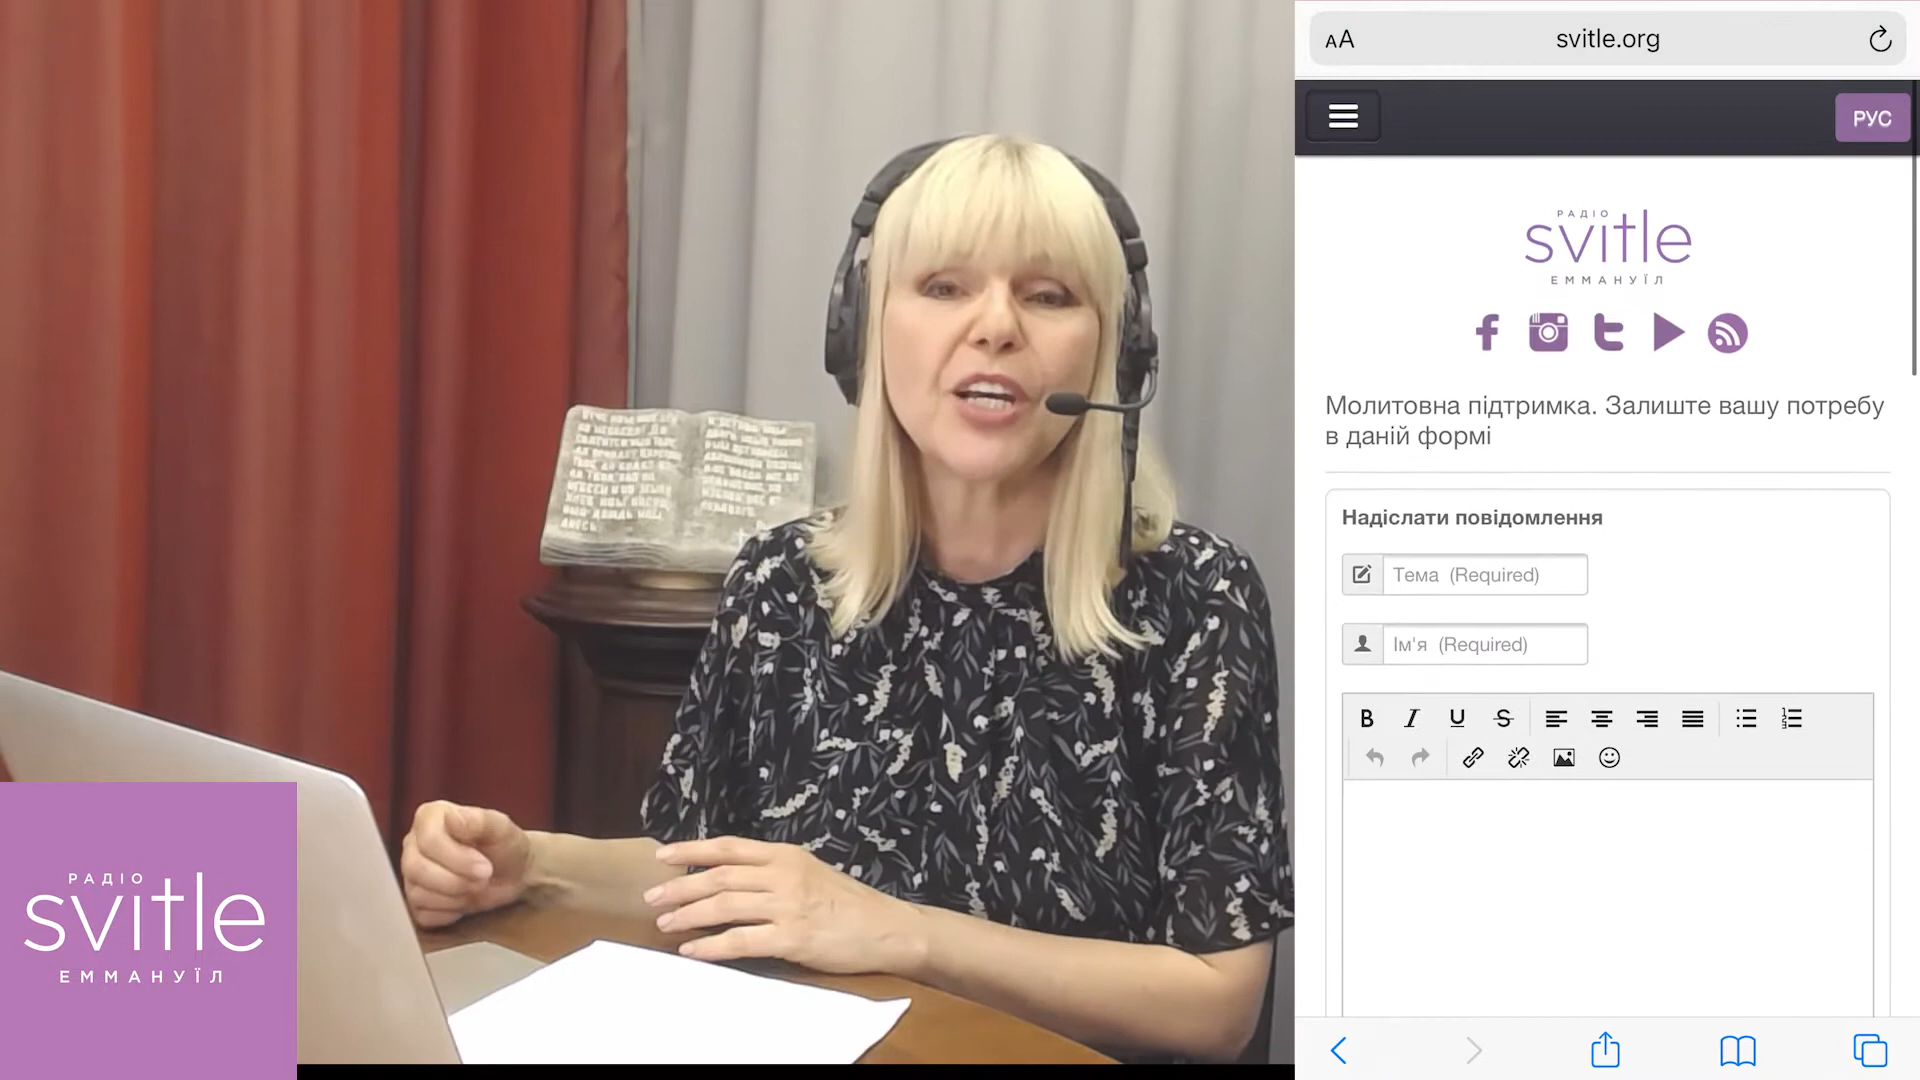 РАДІО
svitle
ЕММАНУЇЛ
AA
svitle.org
РУС
РАДІО
svitle
ЕММАНУЇЛ
Молитовна підтримка. Залиште вашу потребу
в даній формі
Надіслати повідомлення
Тема (Required)
Ім'я (Required)
B I U S